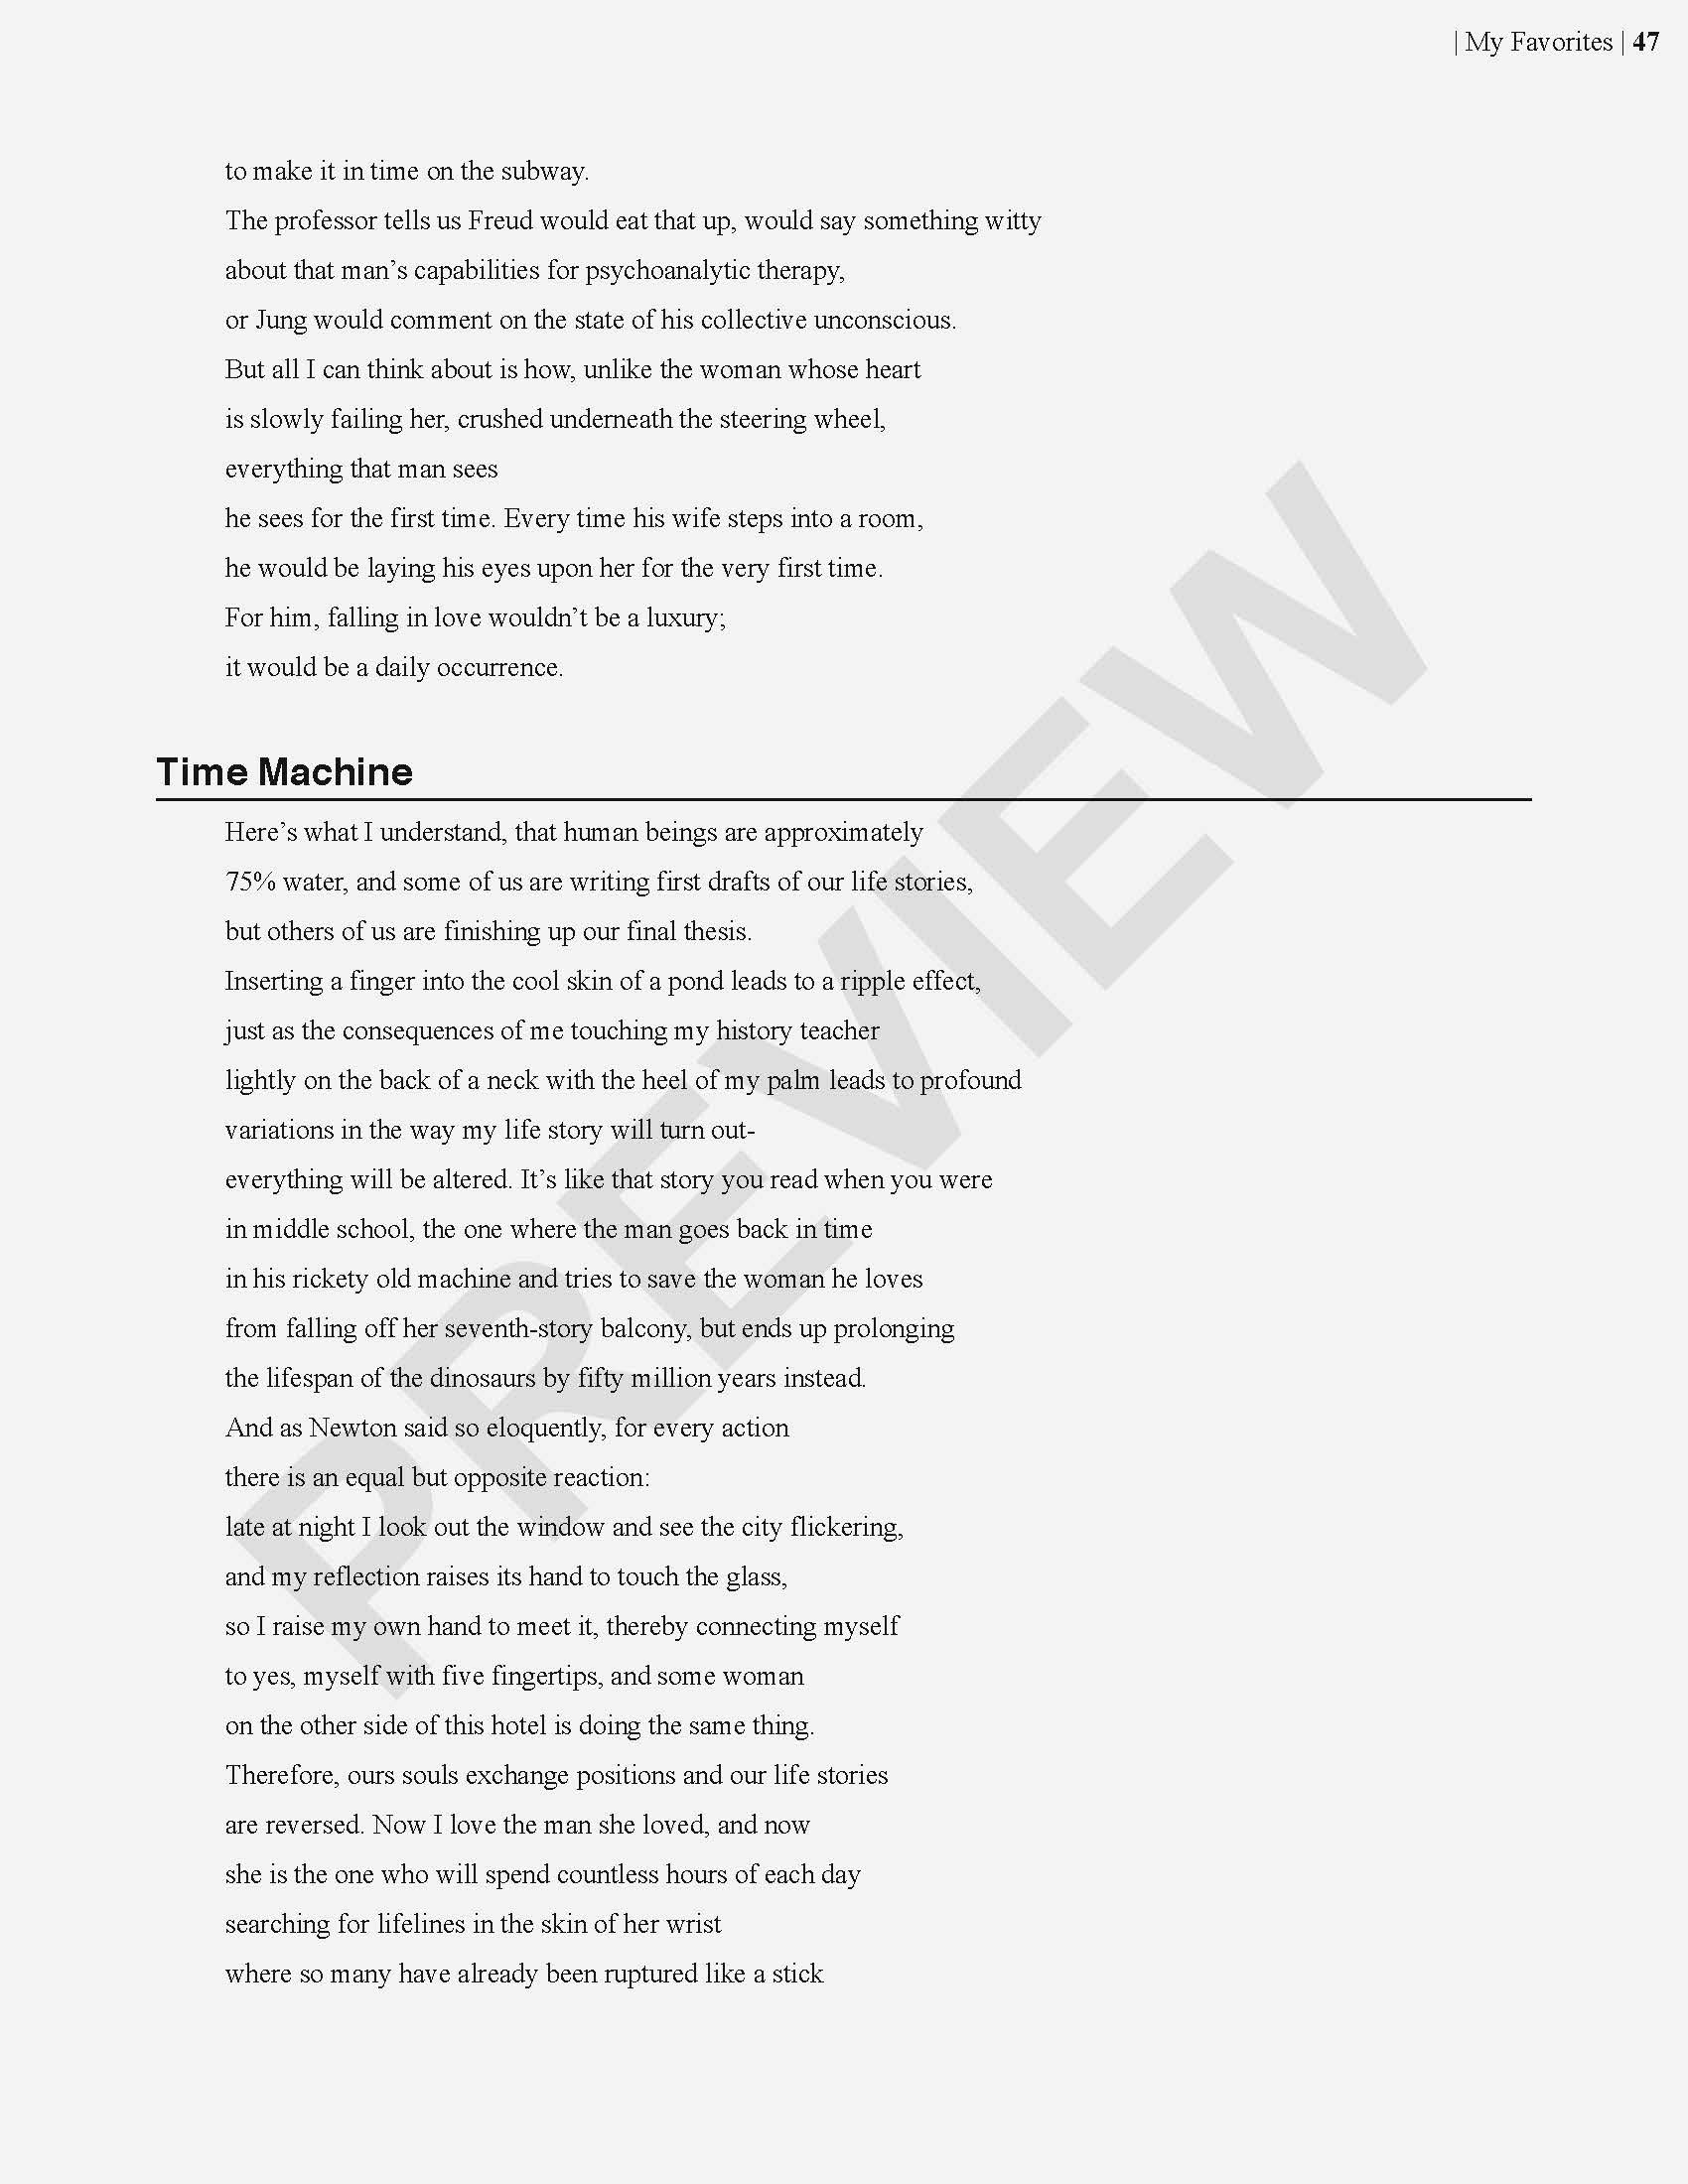 | My Favorites | 47
to make it in time on the subway.
The professor tells us Freud would eat that up, would say something witty
about that man’s capabilities for psychoanalytic therapy,
or Jung would comment on the state of his collective unconscious.
But all I can think about is how, unlike the woman whose heart
is slowly failing her, crushed underneath the steering wheel,
everything that man sees
he sees for the first time. Every time his wife steps into a room,
he would be laying his eyes upon her for the very first time.
For him, falling in love wouldn’t be a luxury;
it would be a daily occurrence.
Time Machine
Here’s what I understand, that human beings are approximately
75% water, and some of us are writing first drafts of our life stories,
but others of us are finishing up our final thesis.
Inserting a finger into the cool skin of a pond leads to a ripple effect,
just as the consequences of me touching my history teacher
lightly on the back of a neck with the heel of my palm leads to profound
variations in the way my life story will turn out-
everything will be altered. It’s like that story you read when you were
in middle school, the one where the man goes back in time
in his rickety old machine and tries to save the woman he loves
from falling off her seventh-story balcony, but ends up prolonging
the lifespan of the dinosaurs by fifty million years instead.
And as Newton said so eloquently, for every action
there is an equal but opposite reaction:
late at night I look out the window and see the city flickering,
and my reflection raises its hand to touch the glass,
so I raise my own hand to meet it, thereby connecting myself
to yes, myself with five fingertips, and some woman
on the other side of this hotel is doing the same thing.
Therefore, ours souls exchange positions and our life stories
are reversed. Now I love the man she loved, and now
she is the one who will spend countless hours of each day
searching for lifelines in the skin of her wrist
where so many have already been ruptured like a stick
PREVIEW